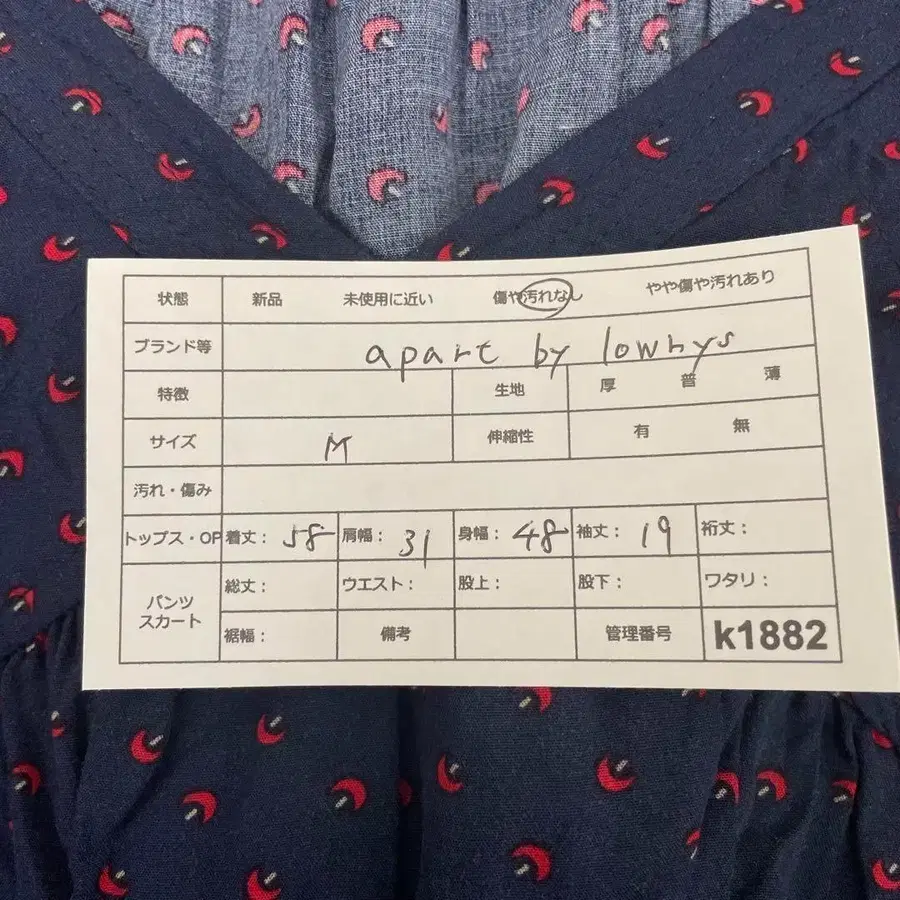 状態 新品 未使用に近い 傷や汚れなし やや傷や汚れあり
ブランド等 apart by lowhys
特徴 生地 厚 普 薄
サイズ M 伸縮性 有 無
汚れ・傷み
トップス・OP 着丈: 58 肩幅: 31 身幅: 48 袖丈: 19 裄丈:
パンツ スカート 総丈: ウエスト: 股上: 股下: ワタリ:
裾幅: 備考 管理番号 k1882